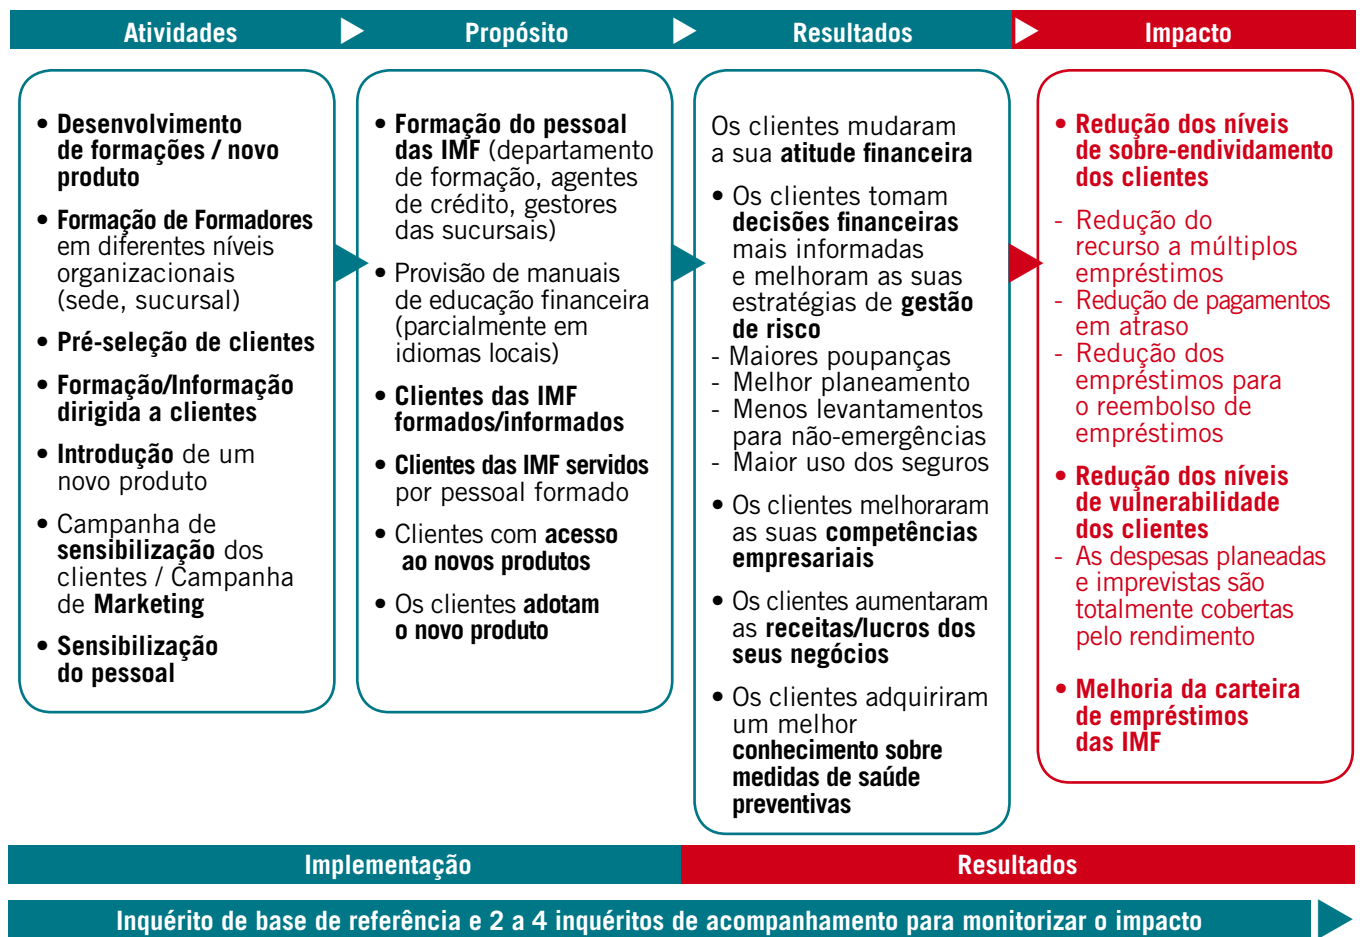 Atividades
Propósito
Resultados
Impacto
• Desenvolvimento
de formações / novo
produto
• Formação de Formadores
em diferentes níveis
organizacionais
(sede, sucursal)
• Pré-seleção de clientes
• Formação/Informação
dirigida a clientes
• Introdução de um
novo produto
• Campanha de
sensibilização dos
clientes / Campanha
de Marketing
• Sensibilização
do pessoal
• Formação do pessoal
das IMF (departamento
de formação, agentes
de crédito, gestores
das sucursais)
• Provisão de manuais
de educação financeira
(parcialmente em
idiomas locais)
• Clientes das IMF
formados/informados
• Clientes das IMF servidos
por pessoal formado
• Clientes com acesso
ao novos produtos
• Os clientes adotam
o novo produto
Os clientes mudaram
a sua atitude financeira
• Os clientes tomam
decisões financeiras
mais informadas
e melhoram as suas
estratégias de gestão
de risco
- Maiores poupanças
- Melhor planeamento
- Menos levantamentos
para não-emergências
- Maior uso dos seguros
• Os clientes melhoraram
as suas competências
empresariais
• Os clientes aumentaram
as receitas/lucros dos
seus negócios
• Os clientes adquiriram
um melhor
conhecimento sobre
medidas de saúde
preventivas
• Redução dos níveis
de sobre-endividamento
dos clientes
- Redução do
recurso a múltiplos
empréstimos
- Redução de pagamentos
em atraso
- Redução dos
empréstimos para
o reembolso de
empréstimos
• Redução dos níveis
de vulnerabilidade
dos clientes
- As despesas planeadas
e imprevistas são
totalmente cobertas
pelo rendimento
• Melhoria da carteira
de empréstimos
das IMF
Implementação
Resultados
Inquérito de base de referência e 2 a 4 inquéritos de acompanhamento para monitorizar o impacto